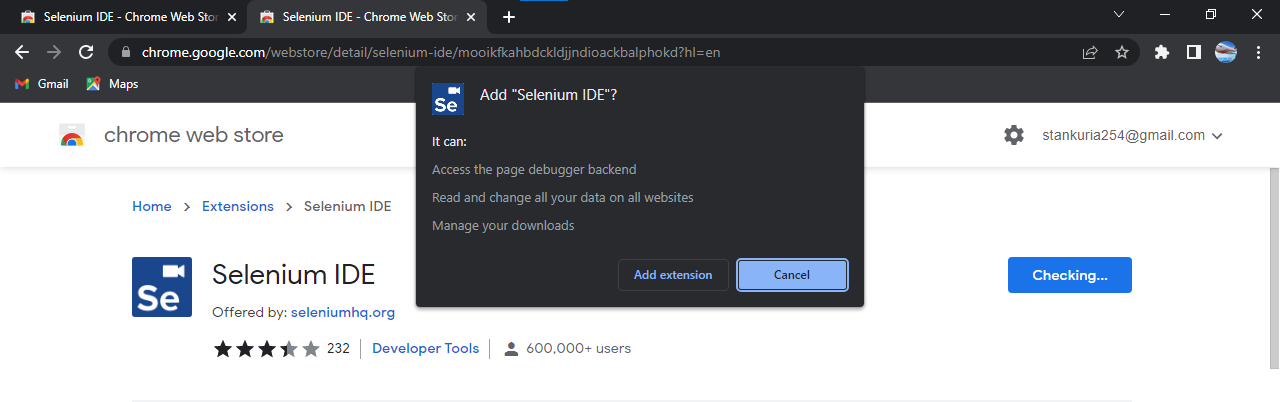 Selenium IDE - Chrome Web Stor
Selenium IDE - Chrome Web Stor
chrome.google.com/webstore/detail/selenium-ide/mooikfkahbdckldjjndioackbalphokd?hl=en
Gmail Maps
chrome web store
stankuria254@gmail.com
Se
Add "Selenium IDE"?
It can:
Access the page debugger backend
Read and change all your data on all websites
Manage your downloads
Add extension Cancel
Home > Extensions > Selenium IDE
Se
Selenium IDE
Checking...
Offered by: seleniumhq.org
232 Developer Tools 600,000+ users